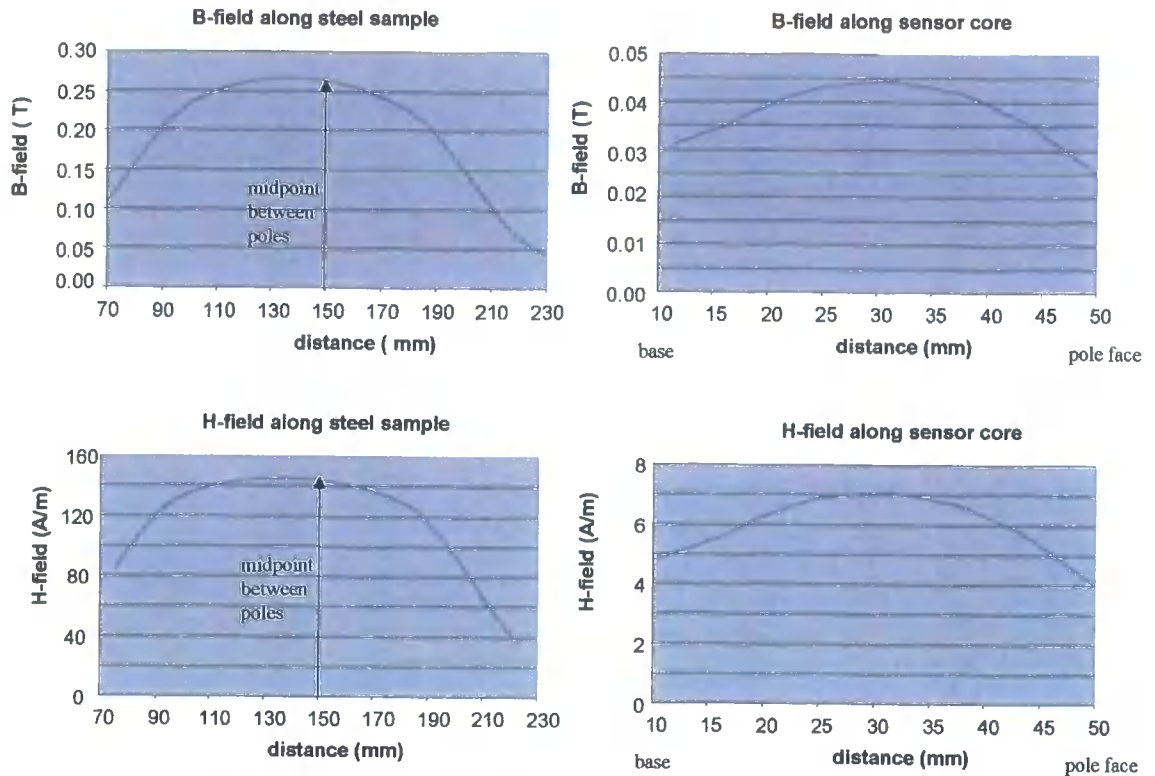 B-field along steel sample
B-field ( T)
0.30
0.25
0.20
0.15
0.10
0.05
0.00
midpoint
between
poles
70 90 110 130 150 170 190 210 230
distance ( mm)
B-field along sensor core
B-field (T)
0.05
0.04
0.03
0.02
0.01
0.00
10 15 20 25 30 35 40 45 50
base distance (mm) pole face
H-field along steel sample
H-field (A/m)
160
120
80
40
0
midpoint
between
poles
70 90 110 130 150 170 190 210 230
distance (mm)
H-field along sensor core
H-field (A/m)
8
6
4
2
0
10 15 20 25 30 35 40 45 50
base distance (mm) pole face